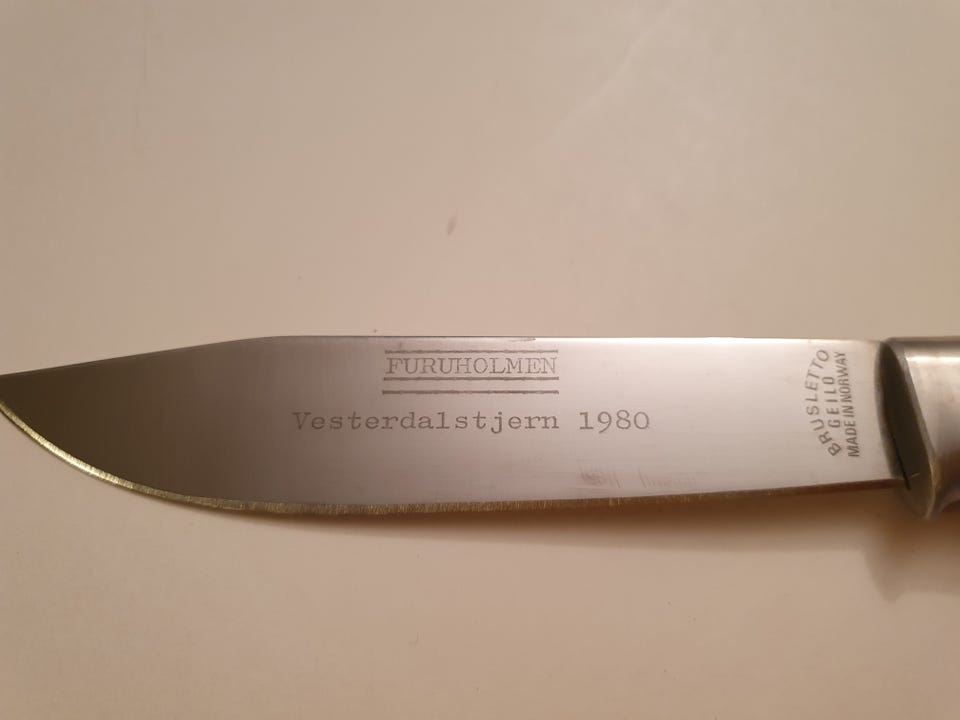 FURUHOLMEN
Vesterdalstjern 1980
BRUSLETTO
GEILO
MADE IN NORWAY